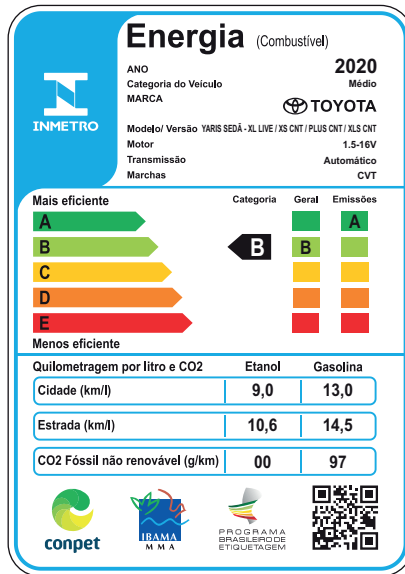 Energia (Combustível)
ANO 2020
Categoria do Veículo Médio
MARCA TOYOTA
INMETRO
Modelo/ Versão YARIS SEDÃ - XL LIVE / XS CNT / PLUS CNT / XLS CNT
Motor 1.5-16V
Transmissão Automático
Marchas CVT
Mais eficiente Categoria Geral Emissões
A A
B B B
C
D
E
Menos eficiente
Quilometragem por litro e CO2 Etanol Gasolina
Cidade (km/l) 9,0 13,0
Estrada (km/l) 10,6 14,5
CO2 Fóssil não renovável (g/km) 00 97
conpet
IBAMA
M M A
PROGRAMA
BRASILEIRO DE
ETIQUETAGEM